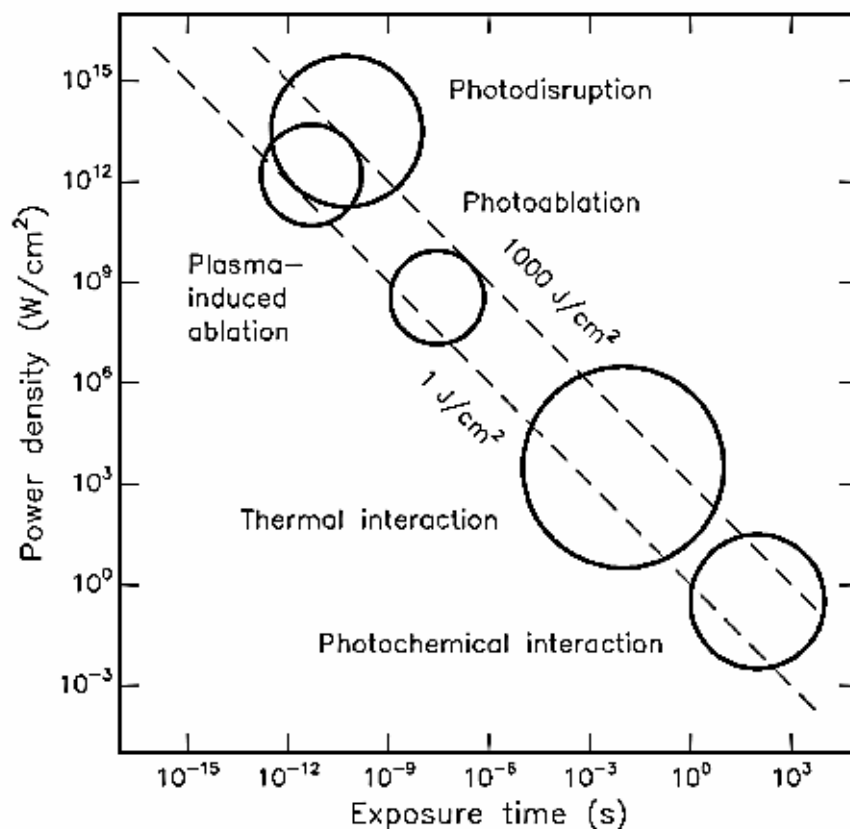 Power density (W/cm²)
10¹⁵
10¹²
10⁹
10⁶
10³
10⁰
10⁻³
Photodisruption
Photoablation
Plasma-
induced
ablation
1000 J/cm²
1 J/cm²
Thermal interaction
Photochemical interaction
10⁻¹⁵ 10⁻¹² 10⁻⁹ 10⁻⁶ 10⁻³ 10⁰ 10³
Exposure time (s)